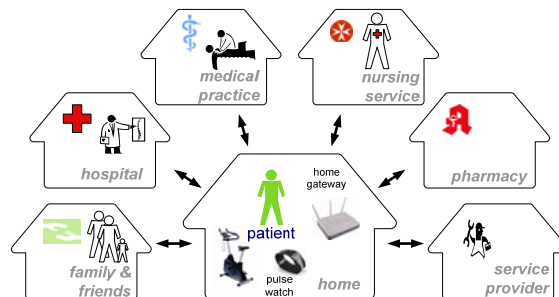 medical
practice
nursing
service
hospital
home
gateway
pharmacy
patient
family &
friends
pulse
watch
home
service
provider